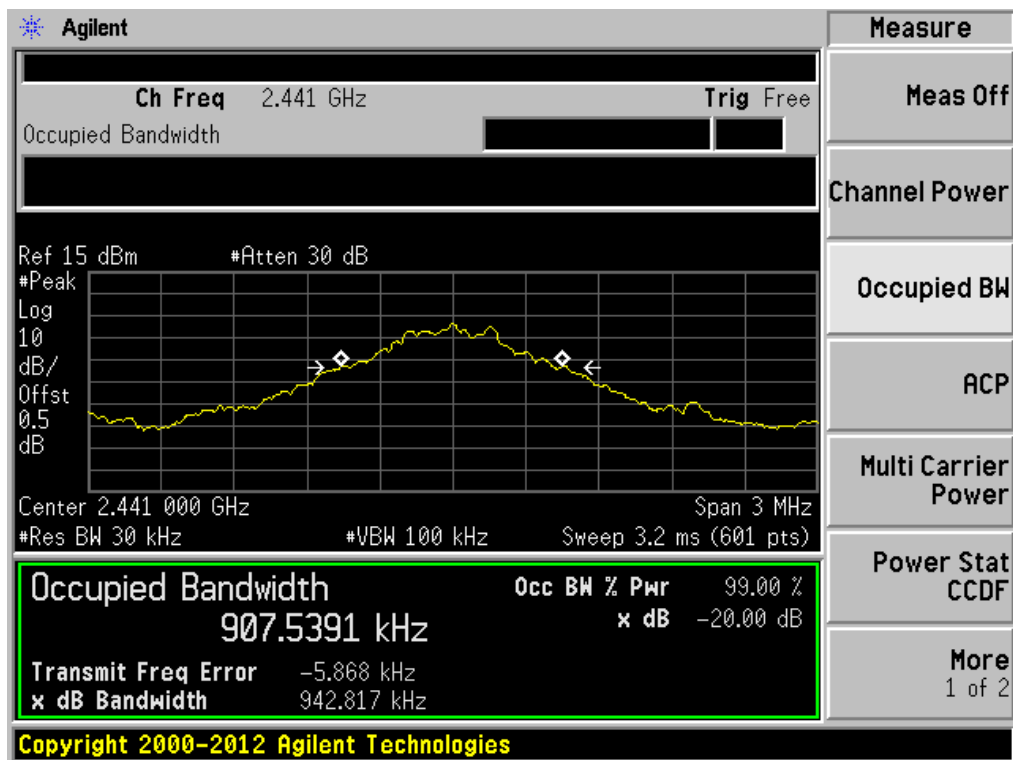 Agilent
Measure
Ch Freq 2.441 GHz Trig Free
Occupied Bandwidth
Meas Off
Channel Power
Occupied BW
ACP
Multi Carrier
Power
Power Stat
CCDF
More
1 of 2
Ref 15 dBm #Atten 30 dB
#Peak
Log
10
dB/
Offst
0.5
dB
Center 2.441 000 GHz Span 3 MHz
#Res BW 30 kHz #VBW 100 kHz Sweep 3.2 ms (601 pts)
Occupied Bandwidth
907.5391 kHz
Occ BW % Pwr 99.00 %
x dB -20.00 dB
Transmit Freq Error -5.868 kHz
x dB Bandwidth 942.817 kHz
Copyright 2000-2012 Agilent Technologies